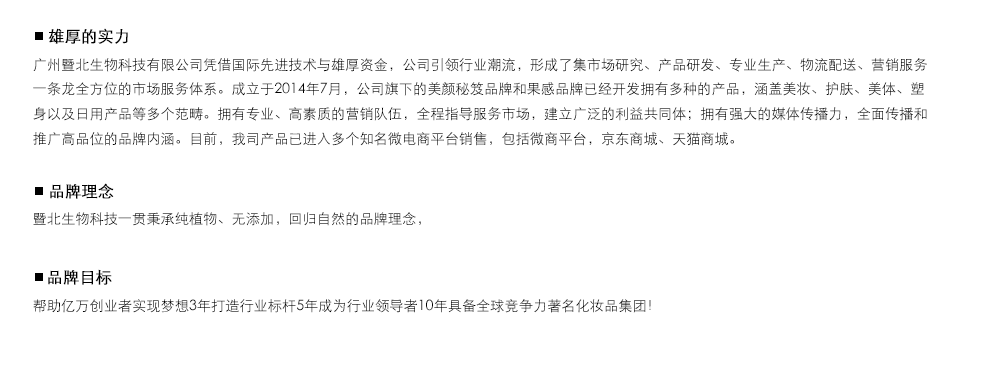 ■ 雄厚的实力
广州暨北生物科技有限公司凭借国际先进技术与雄厚资金，公司引领行业潮流，形成了集市场研究、产品研发、专业生产、物流配送、营销服务
一条龙全方位的市场服务体系。成立于2014年7月，公司旗下的美颜秘笈品牌和果感品牌已经开发拥有多种的产品，涵盖美妆、护肤、美体、塑
身以及日用产品等多个范畴。拥有专业、高素质的营销队伍，全程指导服务市场，建立广泛的利益共同体；拥有强大的媒体传播力，全面传播和
推广高品位的品牌内涵。目前，我司产品已进入多个知名微电商平台销售，包括微商平台，京东商城、天猫商城。
■ 品牌理念
暨北生物科技一贯秉承纯植物、无添加，回归自然的品牌理念，
■ 品牌目标
帮助亿万创业者实现梦想3年打造行业标杆5年成为行业领导者10年具备全球竞争力著名化妆品集团！